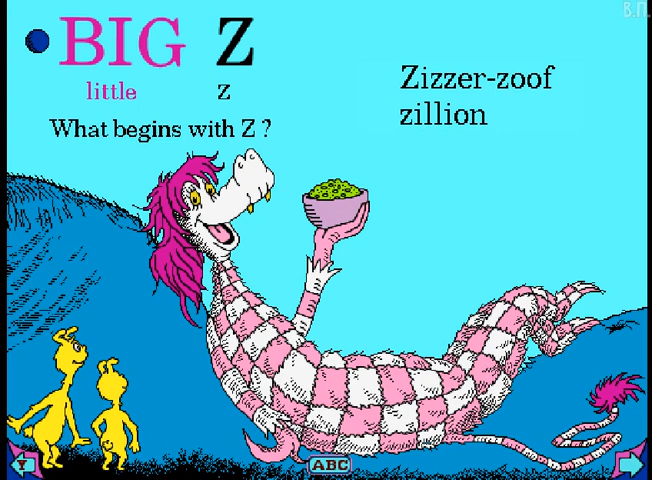 BIG Z
little z
What begins with Z ?
Zizzer-zoof
zillion
Y
ABC